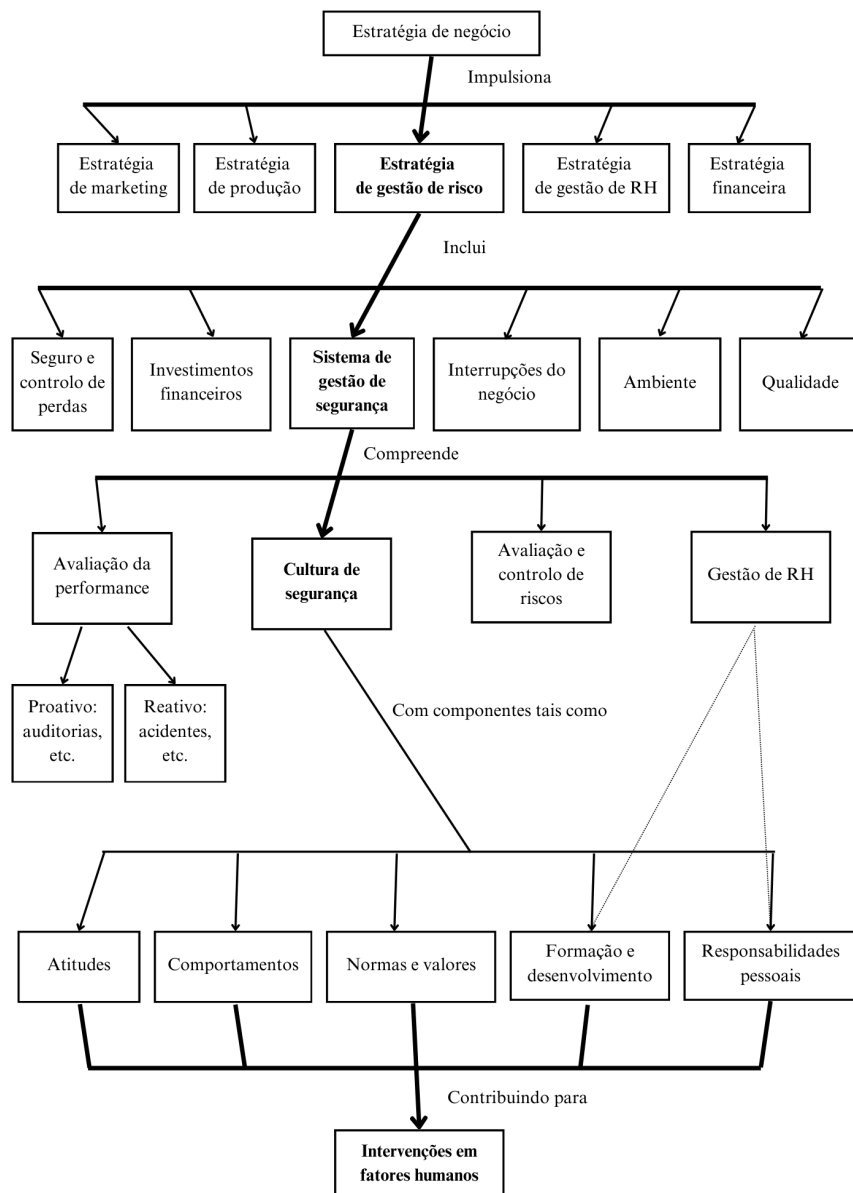 Estratégia de negócio
Impulsiona
Estratégia
de marketing
Estratégia
de produção
Estratégia
de gestão de risco
Estratégia
de gestão de RH
Estratégia
financeira
Inclui
Seguro e
controlo de
perdas
Investimentos
financeiros
Sistema de
gestão de
segurança
Interrupções do
negócio
Ambiente
Qualidade
Compreende
Avaliação da
performance
Cultura de
segurança
Avaliação e
controlo de
riscos
Gestão de RH
Proativo:
auditorias,
etc.
Reativo:
acidentes,
etc.
Com componentes tais como
Atitudes
Comportamentos
Normas e valores
Formação e
desenvolvimento
Responsabilidades
pessoais
Contribuindo para
Intervenções em
fatores humanos